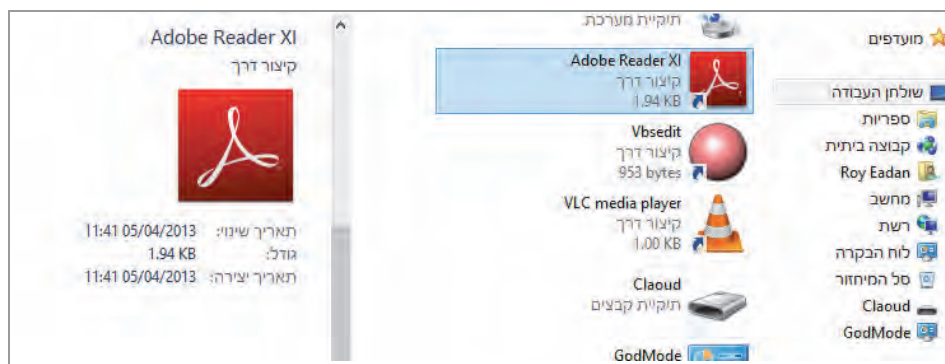 מועדפים
שולחן העבודה
ספריות
קבוצה ביתית
Roy Eadan
מחשב
רשת
לוח הבקרה
סל המיחזור
Claoud
GodMode
תיקיית מערכת
Adobe Reader XI
קיצור דרך
1.94 KB
Vbsedit
קיצור דרך
953 bytes
VLC media player
קיצור דרך
1.00 KB
Claoud
תיקיית קבצים
GodMode
Adobe Reader XI
קיצור דרך
תאריך שינוי: 05/04/2013 11:41
גודל: 1.94 KB
תאריך יצירה: 05/04/2013 11:41